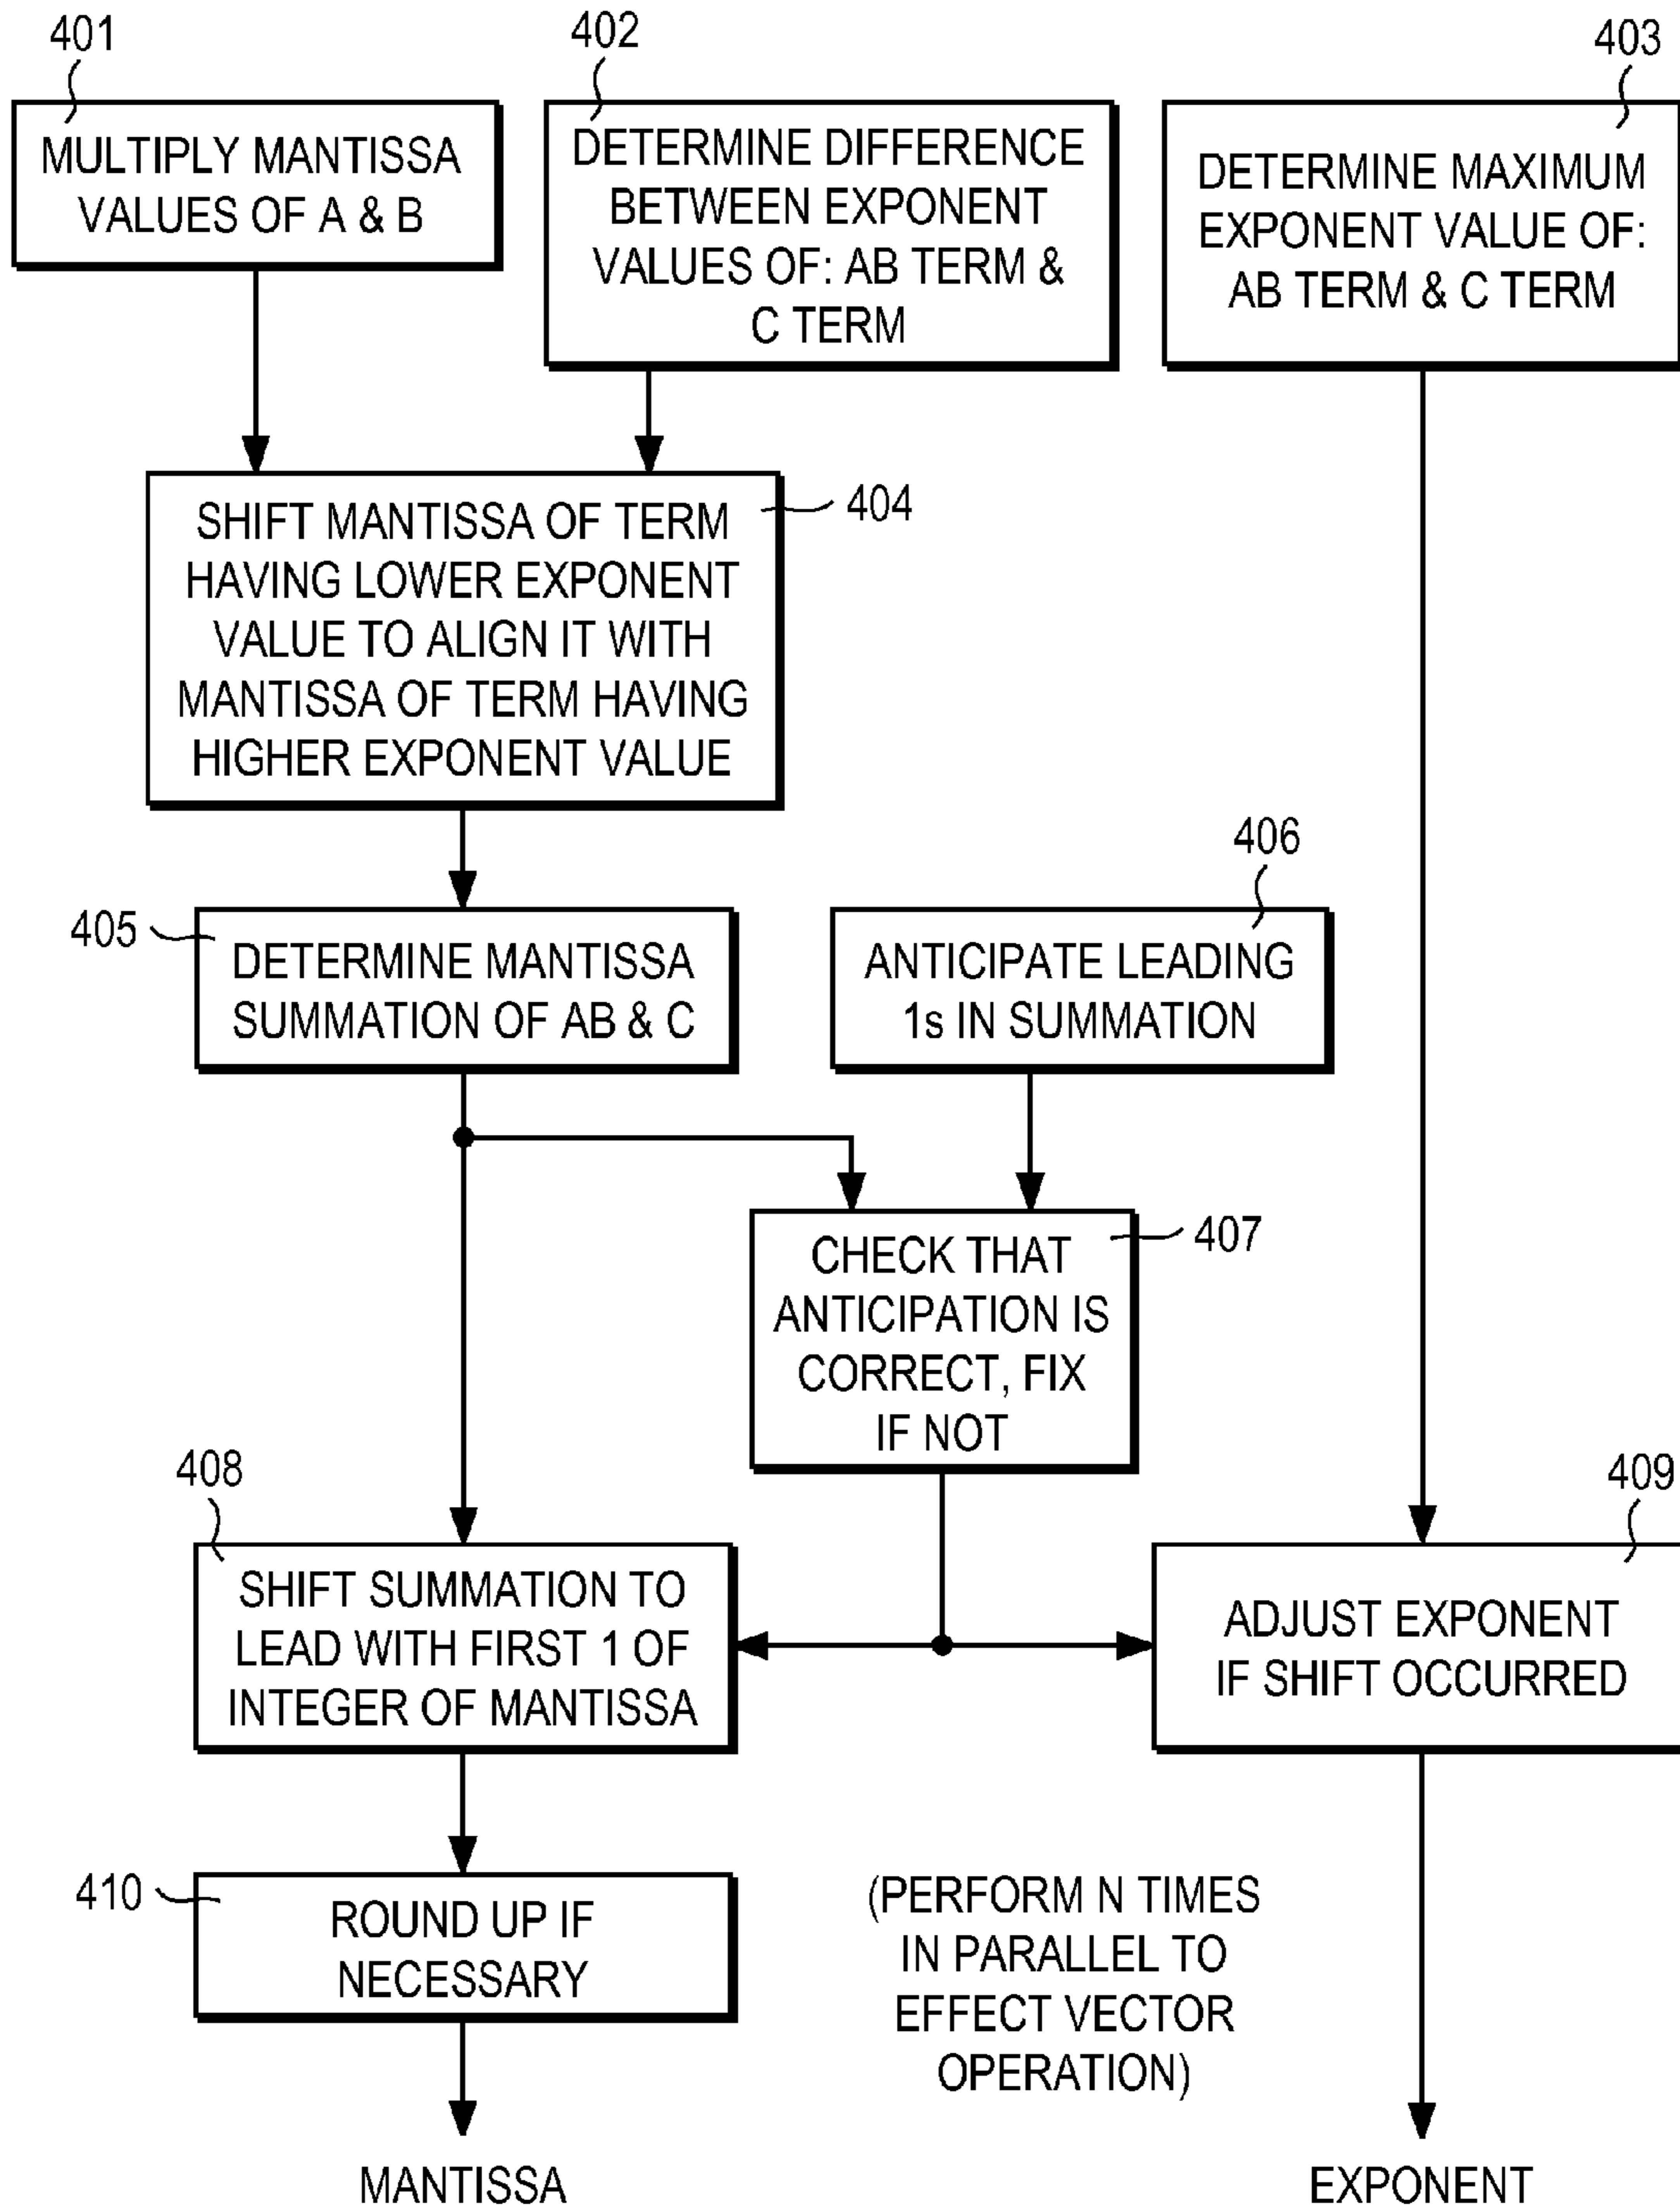 401
402
403
MULTIPLY MANTISSA
VALUES OF A & B
DETERMINE DIFFERENCE
BETWEEN EXPONENT
VALUES OF: AB TERM &
C TERM
DETERMINE MAXIMUM
EXPONENT VALUE OF:
AB TERM & C TERM
404
SHIFT MANTISSA OF TERM
HAVING LOWER EXPONENT
VALUE TO ALIGN IT WITH
MANTISSA OF TERM HAVING
HIGHER EXPONENT VALUE
405
DETERMINE MANTISSA
SUMMATION OF AB & C
406
ANTICIPATE LEADING
1s IN SUMMATION
407
CHECK THAT
ANTICIPATION IS
CORRECT, FIX
IF NOT
408
SHIFT SUMMATION TO
LEAD WITH FIRST 1 OF
INTEGER OF MANTISSA
409
ADJUST EXPONENT
IF SHIFT OCCURRED
410
ROUND UP IF
NECESSARY
(PERFORM N TIMES
IN PARALLEL TO
EFFECT VECTOR
OPERATION)
MANTISSA
EXPONENT